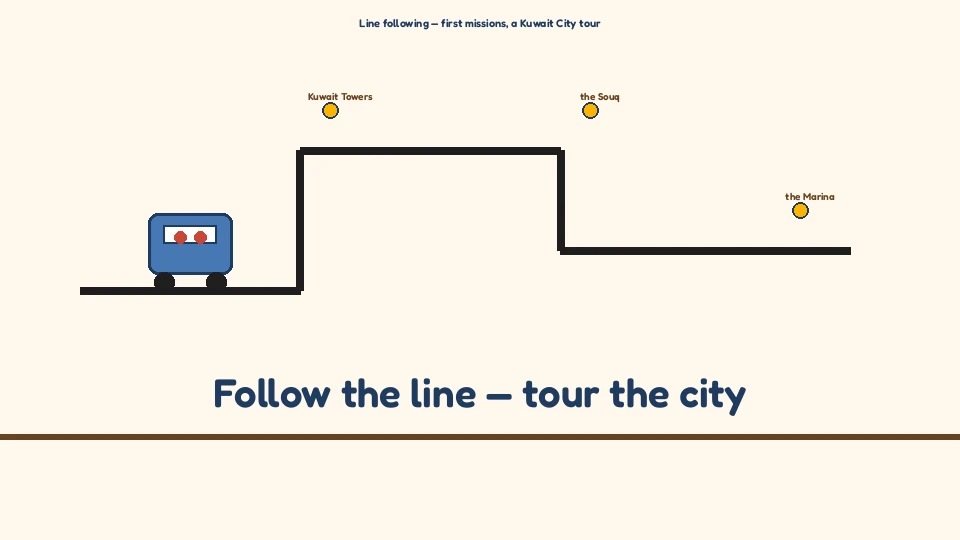 Line following — first missions, a Kuwait City tour
Kuwait Towers
the Souq
the Marina
Follow the line — tour the city